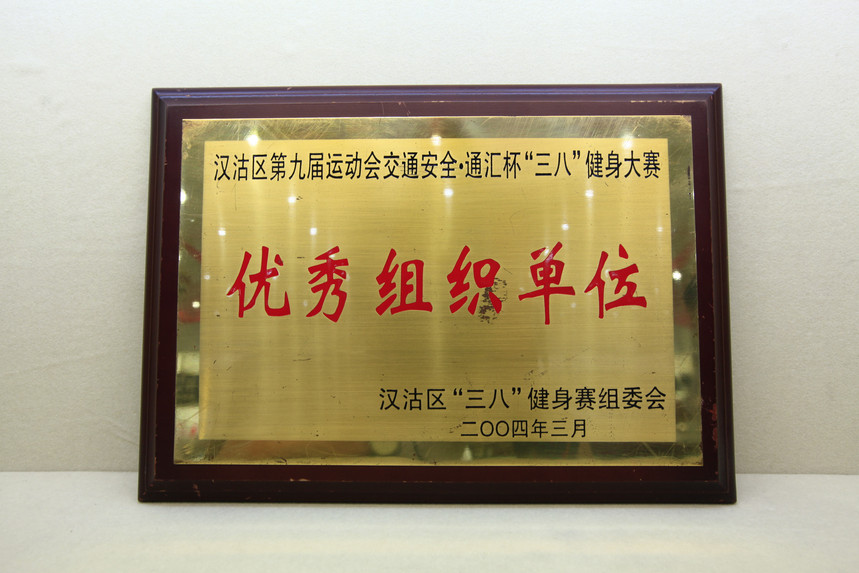 汉沽区第九届运动会交通安全·通汇杯“三八”健身大赛
优秀组织单位
汉沽区“三八”健身赛组委会
二〇〇四年三月